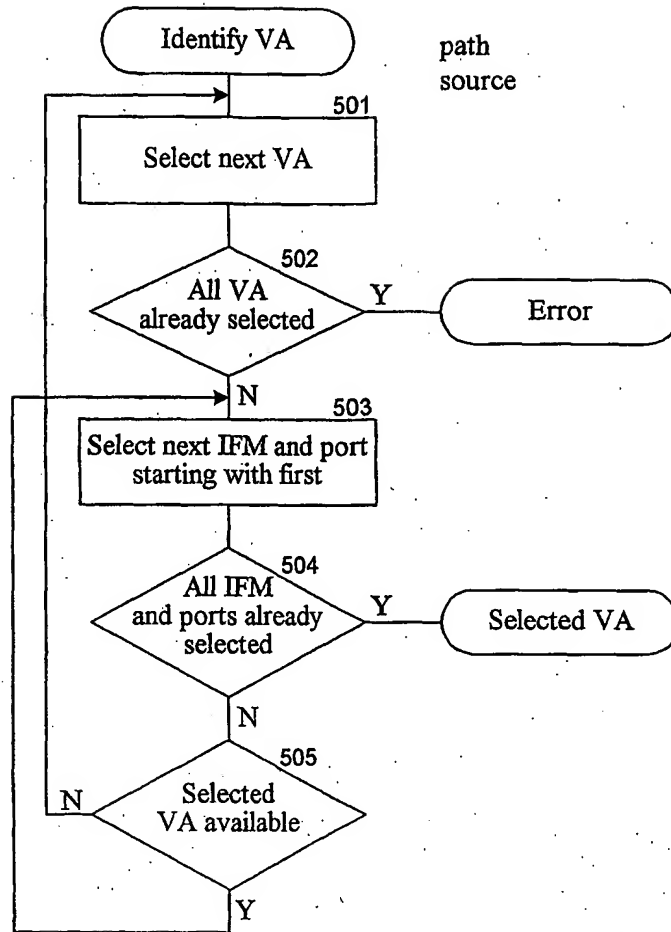 Identify VA
path
source
501
Select next VA
502
All VA
already selected
Y
Error
N
503
Select next IFM and port
starting with first
504
All IFM
and ports already
selected
Y
Selected VA
N
505
Selected
VA available
N
Y